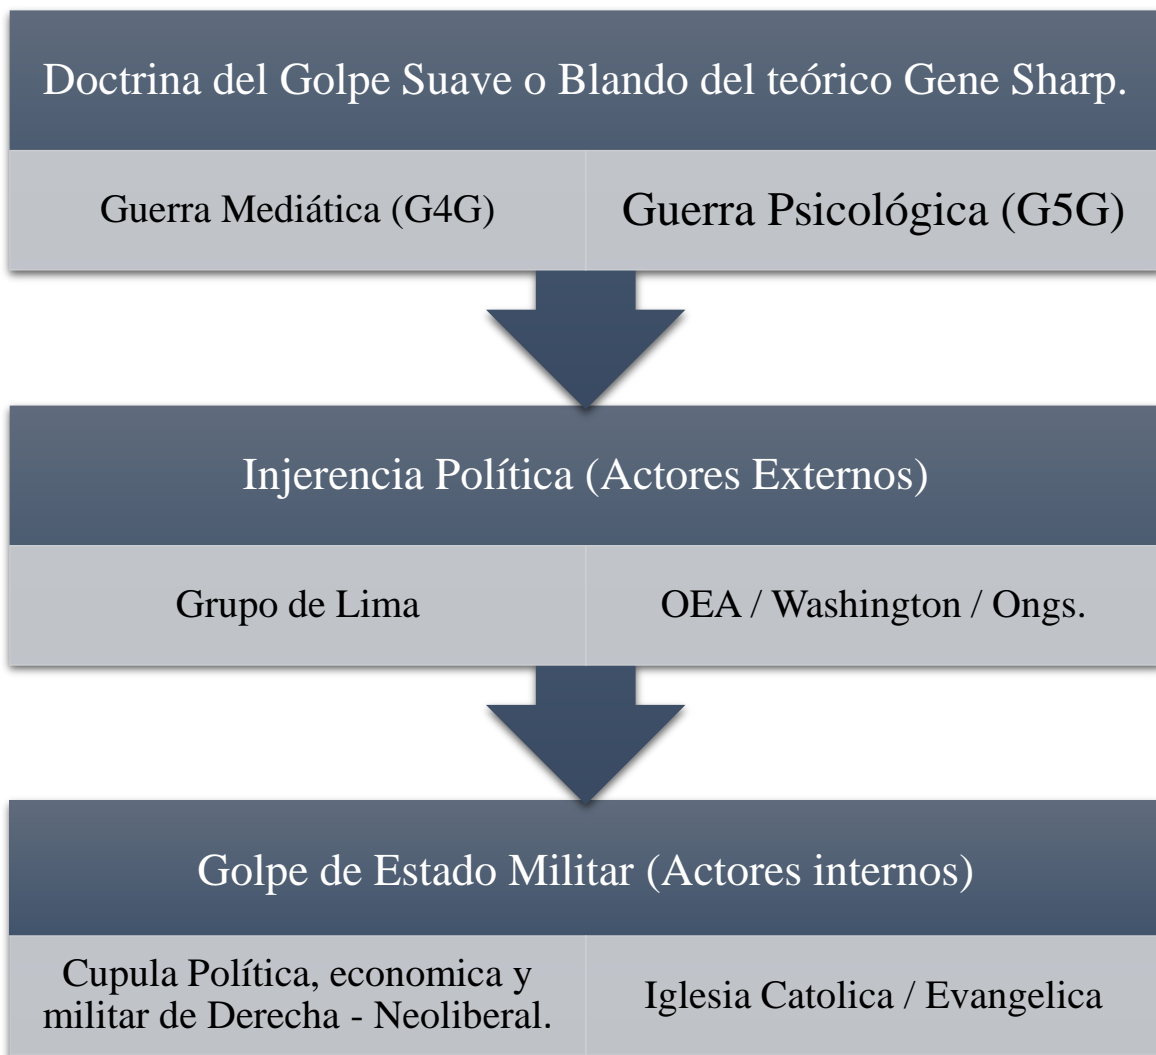 Doctrina del Golpe Suave o Blando del teórico Gene Sharp.
Guerra Mediática (G4G)
Guerra Psicológica (G5G)
Injerencia Política (Actores Externos)
Grupo de Lima
OEA / Washington / Ongs.
Golpe de Estado Militar (Actores internos)
Cupula Política, economica y
militar de Derecha - Neoliberal.
Iglesia Catolica / Evangelica